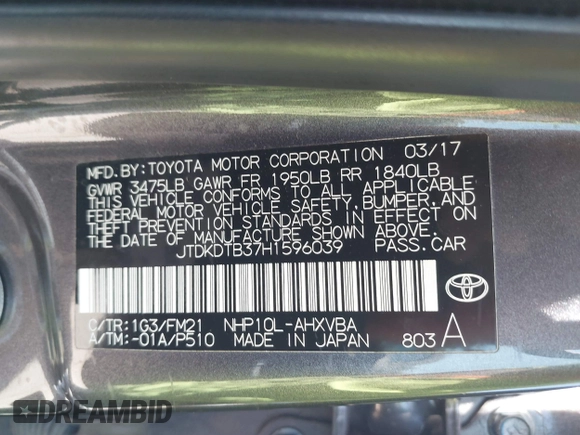 MFD. BY: TOYOTA MOTOR CORPORATION 03/17
GVWR 3475LB GAWR FR 1950LB RR 1840LB
THIS VEHICLE CONFORMS TO ALL APPLICABLE
FEDERAL MOTOR VEHICLE SAFETY, BUMPER, AND
THEFT PREVENTION STANDARDS IN EFFECT ON
THE DATE OF MANUFACTURE SHOWN ABOVE.
JTDKDTB37H1596039 PASS. CAR
C/TR: 1G3/FM21 NHP10L-AHXVBA
A/TM: -01A/P510 MADE IN JAPAN 803 A
DREAMBID